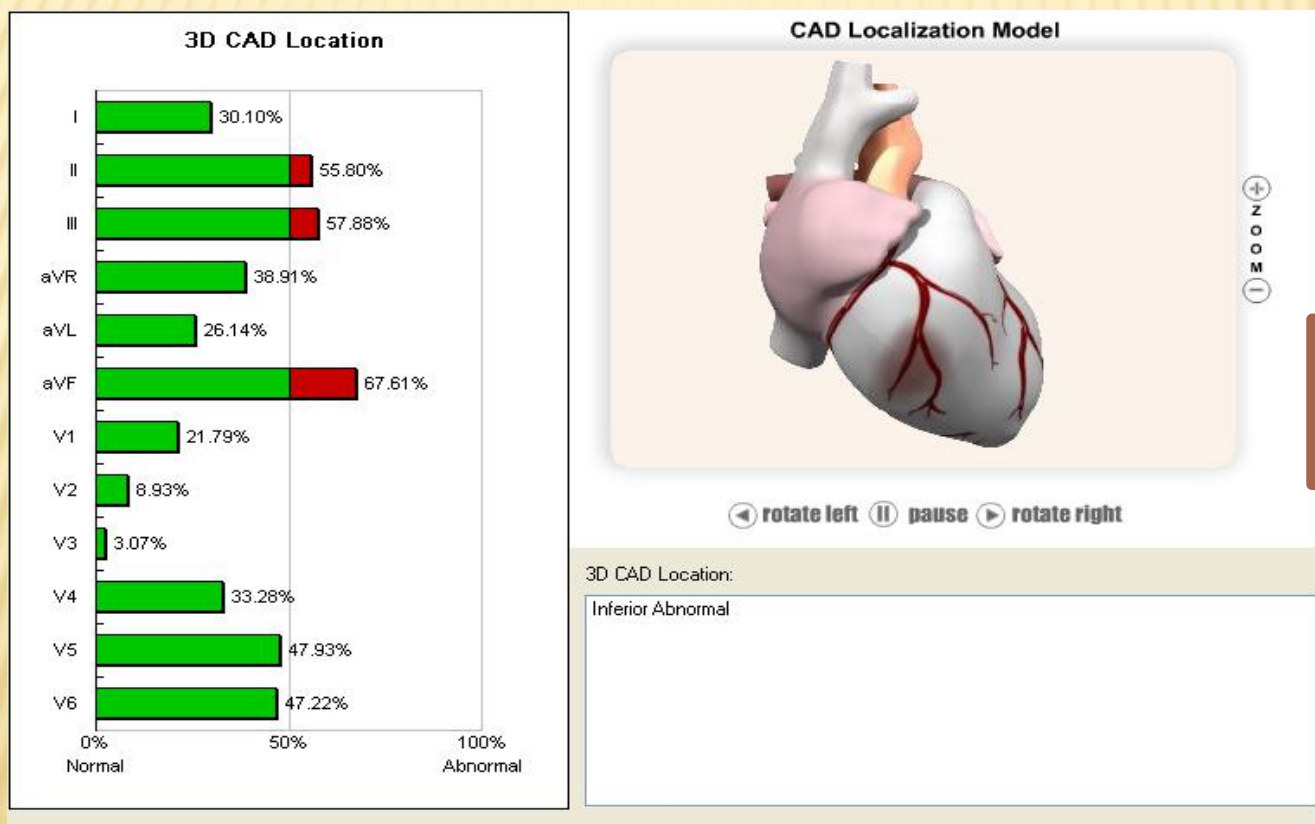 3D CAD Location
I 30.10%
II 55.80%
III 57.88%
aVR 38.91%
aVL 26.14%
aVF 67.61%
V1 21.79%
V2 8.93%
V3 3.07%
V4 33.28%
V5 47.93%
V6 47.22%
0% 50% 100%
Normal Abnormal
CAD Localization Model
ZOOM
rotate left pause rotate right
3D CAD Location:
Inferior Abnormal